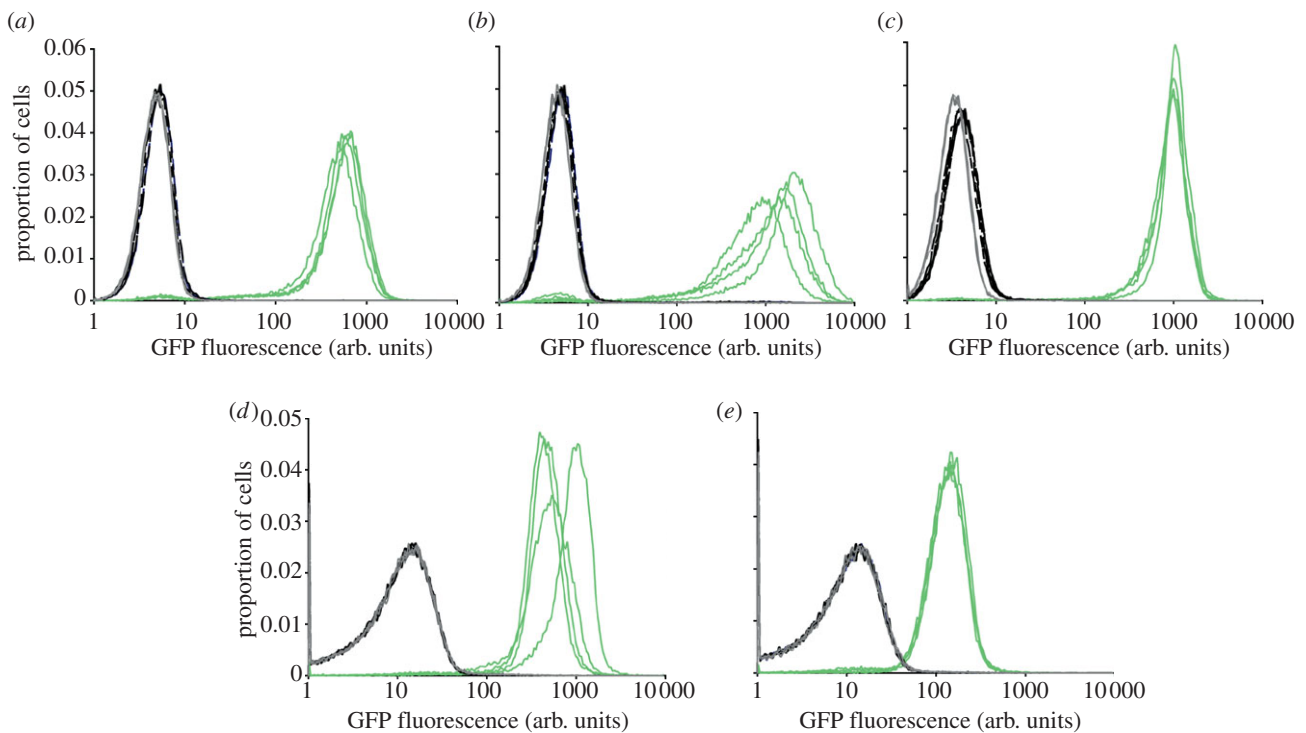 (a) (b) (c)
0.06
0.05
0.04
0.03
0.02
0.01
0
proportion of cells
1 10 100 1000 10000 1 10 100 1000 10000 1 10 100 1000 10000
GFP fluorescence (arb. units) GFP fluorescence (arb. units) GFP fluorescence (arb. units)
(d) (e)
0.05
0.04
0.03
0.02
0.01
0
proportion of cells
1 10 100 1000 10000 1 10 100 1000 10000
GFP fluorescence (arb. units) GFP fluorescence (arb. units)